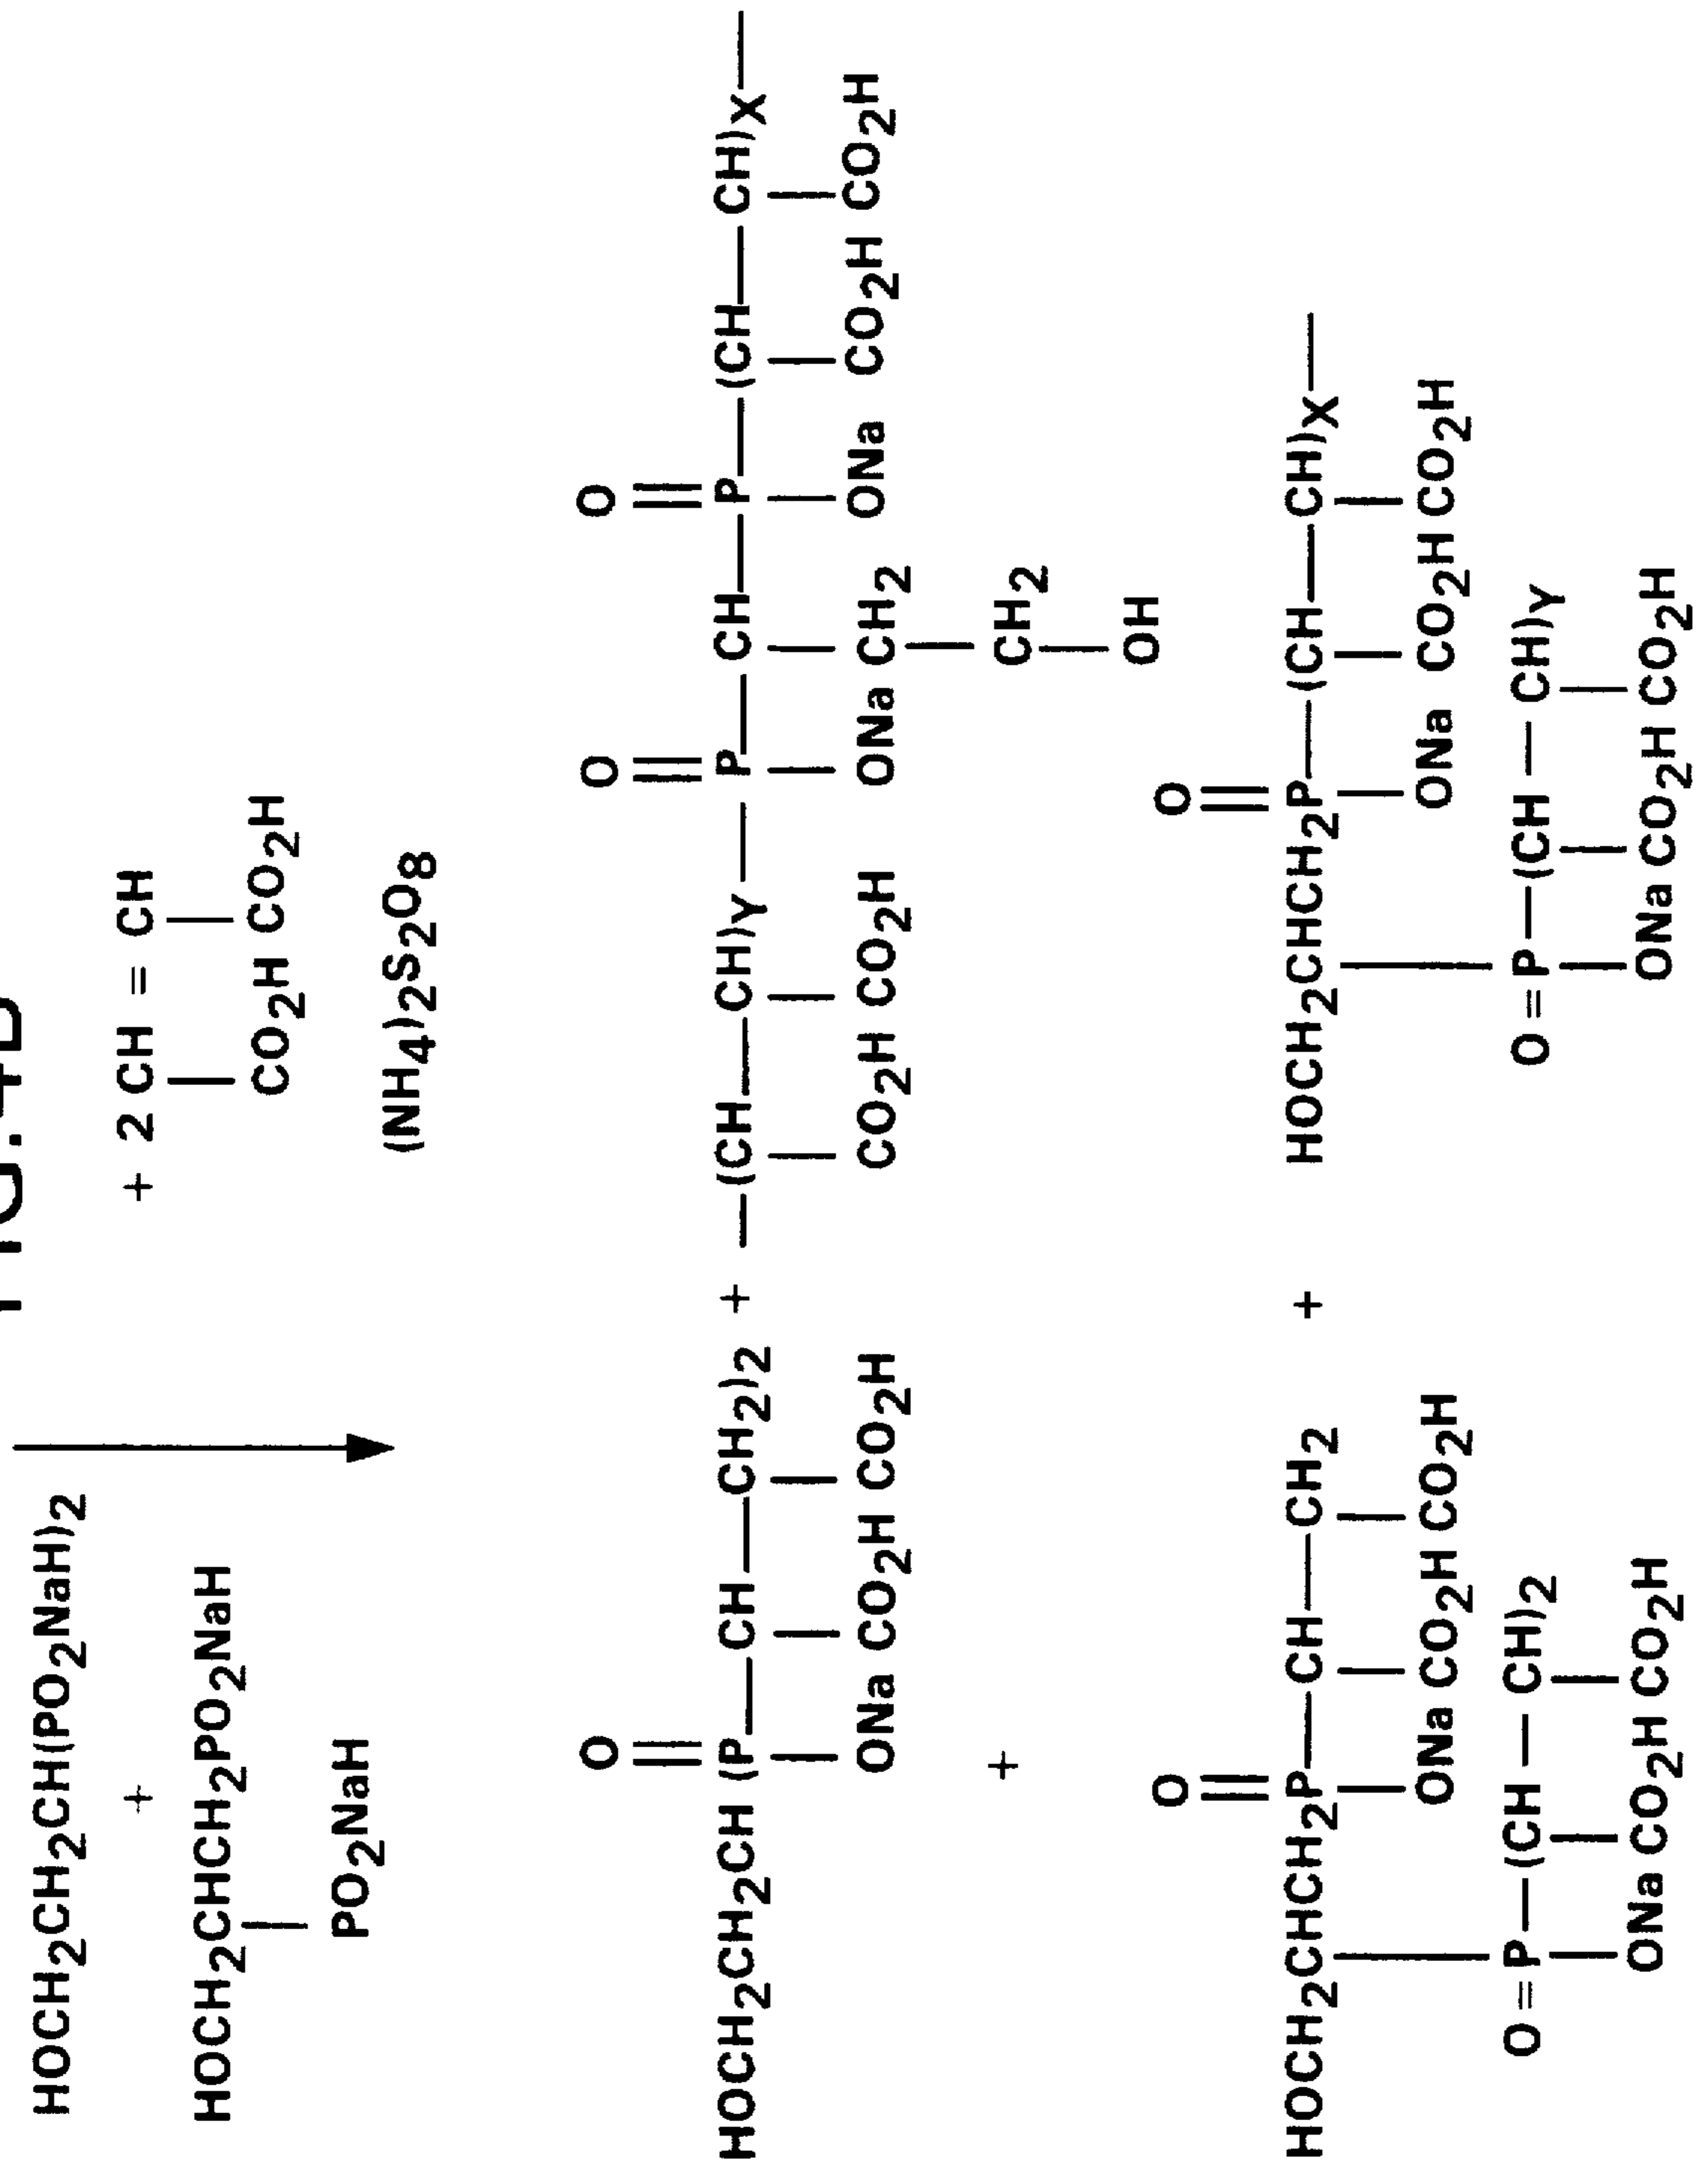 FIG. 4B
HOCH2CH2CH(PO2NaH)2
+
HOCH2CHCH2PO2NaH
PO2NaH
+ 2 CH = CH
CO2H CO2H
(NH4)2S2O8
O
HOCH2CH2CH (P—CH—CH2)2
ONa CO2H CO2H
+
O O
—(CH—CH)Y—P—CH—P—(CH—CH)X—
CO2H CO2H ONa CH2 ONa CO2H CO2H
CH2
OH
+
O
HOCH2CHCH2P—CH—CH2
ONa CO2H CO2H
O=P—(CH—CH)2
ONa CO2H CO2H
+
O
HOCH2CHCH2P—(CH—CH)X—
ONa CO2H CO2H
O=P—(CH—CH)Y
ONa CO2H CO2H